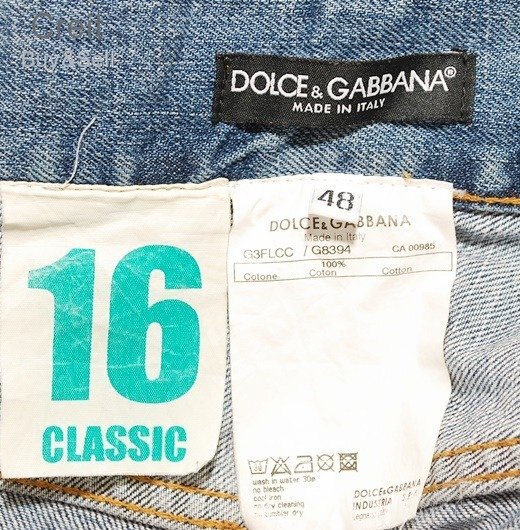 Buy&Sell
DOLCE & GABBANA®
MADE IN ITALY
48
DOLCE & GABBANA
Made in Italy
G3FLCC / G8394 CA 00985
100%
Cotone Coton Cotton
16
CLASSIC
wash in water 30°
no bleach
cool iron
no dry cleaning
no tumbler dry
DOLCE&GABBANA
INDUSTRIA